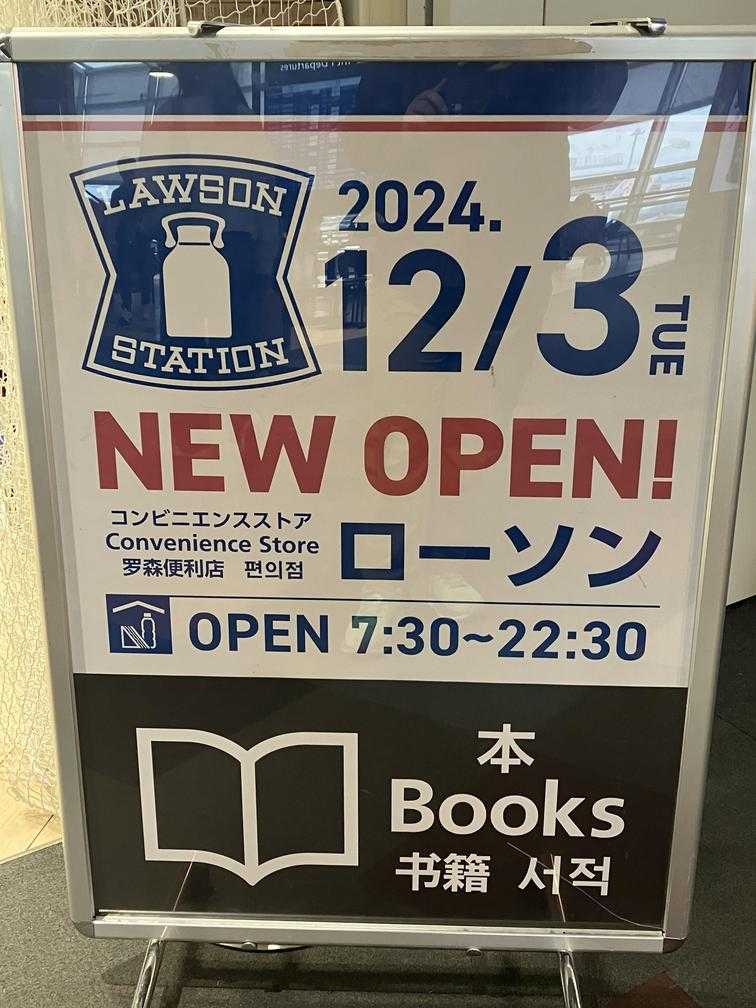 LAWSON
STATION
2024.
12/3 TUE
NEW OPEN!
コンビニエンスストア
Convenience Store
罗森便利店 편의점
ローソン
OPEN 7:30~22:30
本
Books
书籍 서적